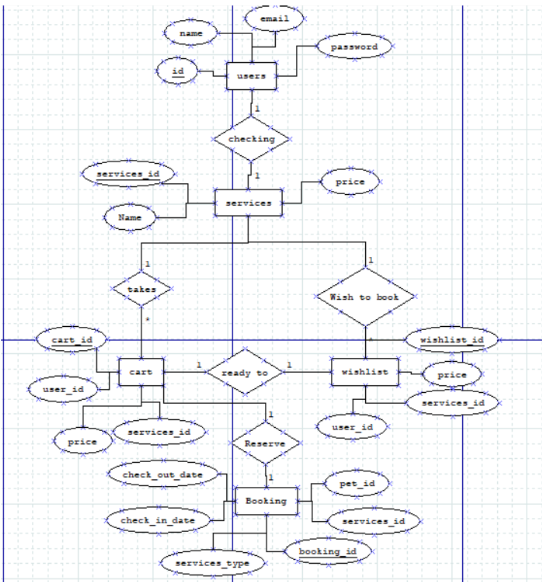 email
name
password
id
users
1
checking
1
services_id
price
Name
services
1
1
takes
Wish to book
*
*
cart_id
wishlist_id
cart
1
ready to
1
wishlist
price
user_id
services_id
price
services_id
user_id
1
Reserve
check_out_date
1
pet_id
Booking
check_in_date
services_id
booking_id
services_type